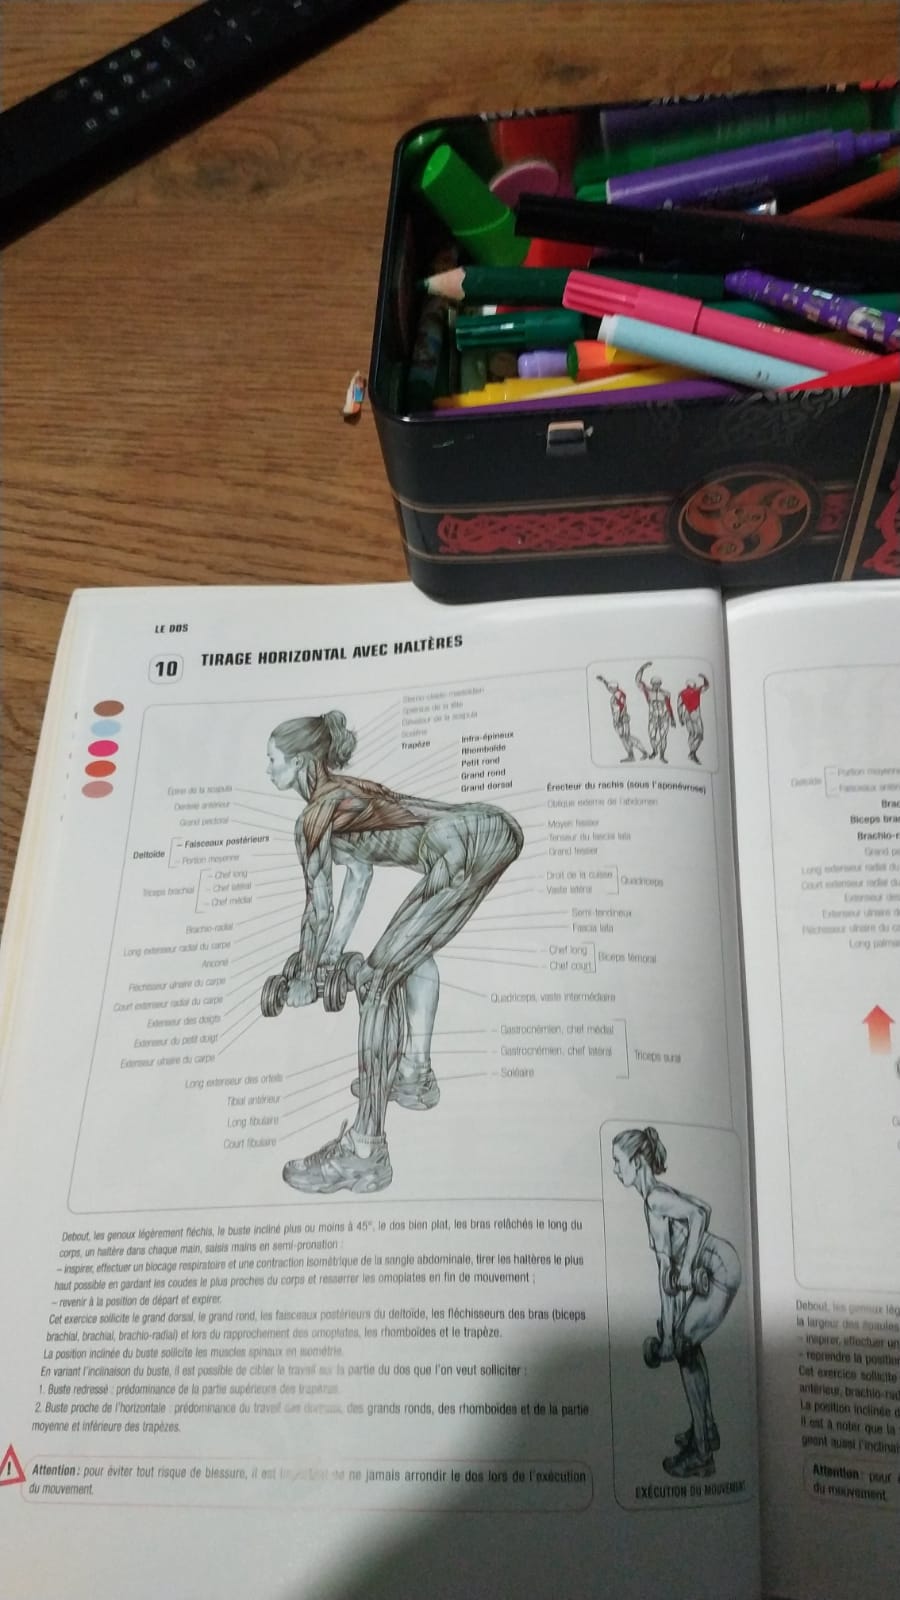 LE DOS
10 TIRAGE HORIZONTAL AVEC HALTÈRES
Sterno-cléido-mastoïdien
Splénius de la tête
Élévateur de la scapula
Scalène
Trapèze
Infra-épineux
Rhomboïde
Petit rond
Grand rond
Grand dorsal
Érecteur du rachis (sous l'aponévrose)
Oblique externe de l'abdomen
Moyen fessier
Tenseur du fascia lata
Grand fessier
Droit de la cuisse
Vaste latéral
Quadriceps
Semi-tendineux
Fascia lata
Chef long
Chef court
Biceps fémoral
Quadriceps, vaste intermédiaire
Gastrocnémien, chef médial
Gastrocnémien, chef latéral
Soléaire
Triceps sural
Épine de la scapula
Dentelé antérieur
Grand pectoral
Deltoïde
Faisceaux postérieurs
Portion moyenne
Triceps brachial
Chef long
Chef latéral
Chef médial
Brachio-radial
Long extenseur radial du carpe
Anconé
Fléchisseur ulnaire du carpe
Court extenseur radial du carpe
Extenseur des doigts
Extenseur du petit doigt
Extenseur ulnaire du carpe
Long extenseur des orteils
Tibial antérieur
Long fibulaire
Court fibulaire
Debout, les genoux légèrement fléchis, le buste incliné plus ou moins à 45°, le dos bien plat, les bras relâchés le long du
corps, un haltère dans chaque main, saisis mains en semi-pronation :
– inspirer, effectuer un blocage respiratoire et une contraction isométrique de la sangle abdominale, tirer les haltères le plus
haut possible en gardant les coudes le plus proches du corps et resserrer les omoplates en fin de mouvement ;
– revenir à la position de départ et expirer.
Cet exercice sollicite le grand dorsal, le grand rond, les faisceaux postérieurs du deltoïde, les fléchisseurs des bras (biceps
brachial, brachial, brachio-radial) et lors du rapprochement des omoplates, les rhomboïdes et le trapèze.
La position inclinée du buste sollicite les muscles spinaux en isométrie.
En variant l'inclinaison du buste, il est possible de cibler le travail sur la partie du dos que l'on veut solliciter :
1. Buste redressé : prédominance de la partie supérieure des trapèzes.
2. Buste proche de l'horizontale : prédominance du travail des dorsaux, des grands ronds, des rhomboïdes et de la partie
moyenne et inférieure des trapèzes.
! Attention : pour éviter tout risque de blessure, il est important de ne jamais arrondir le dos lors de l'exécution
du mouvement.
EXÉCUTION DU MOUVEMENT
Deltoïde
Portion moyenne
Biceps
Brachio-r
Long extenseur radial du
Court extenseur radial du
Extenseur des
Extenseur ulnaire
Fléchisseur ulnaire du
Long palma
Debout, les genoux lég
la largeur des épaules
– inspirer, effectuer un
– reprendre la position
Cet exercice sollicite
antérieur, brachio-rad
La position inclinée d
Il est à noter que la
geant aussi l'inclinai
Attention : pour
du mouvement.